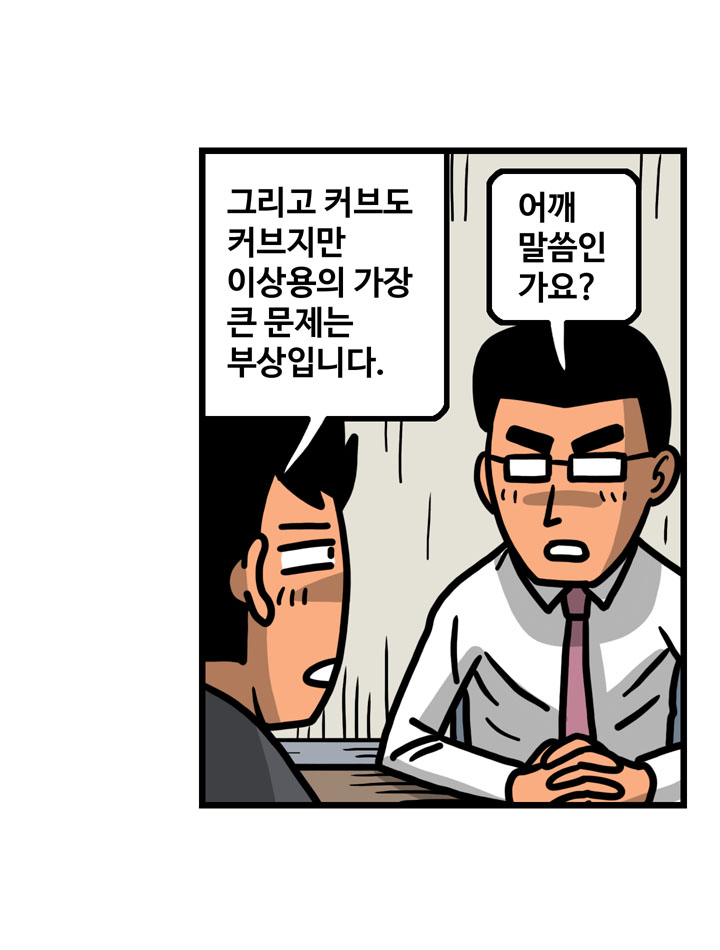 그리고 커브도
커브지만
이상용의 가장
큰 문제는
부상입니다.
어깨
말씀인
가요?